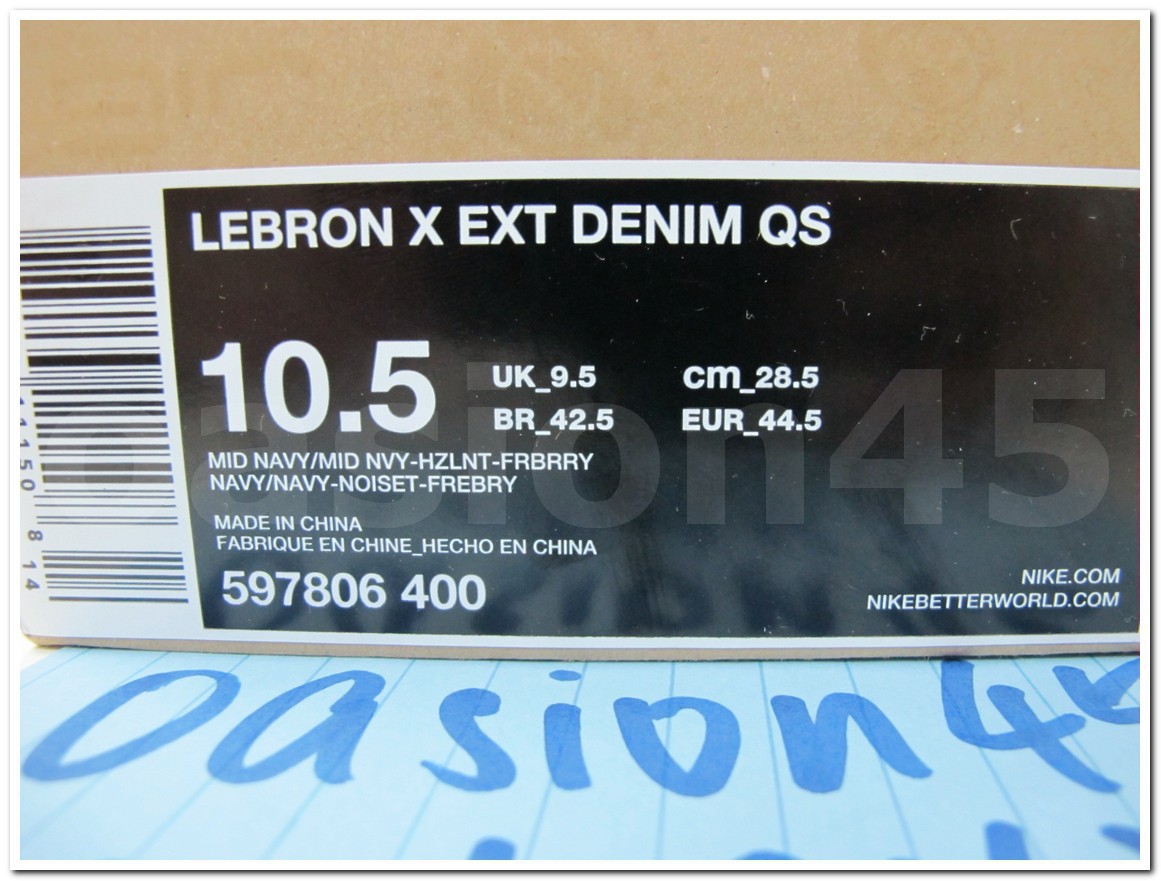 LEBRON X EXT DENIM QS
10.5
UK_9.5 cm_28.5
BR_42.5 EUR_44.5
MID NAVY/MID NVY-HZLNT-FRBRRY
NAVY/NAVY-NOISET-FREBRY
MADE IN CHINA
FABRIQUE EN CHINE_HECHO EN CHINA
597806 400
NIKE.COM
NIKEBETTERWORLD.COM
8 14
oasion45
oasion4